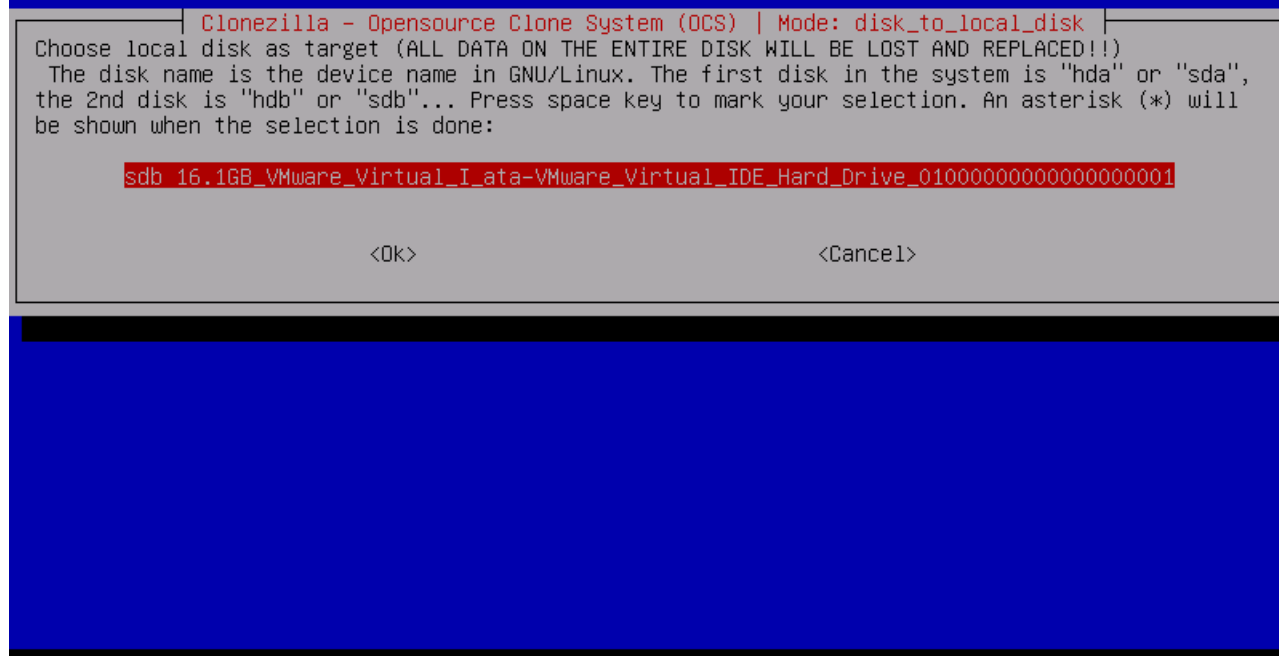 Clonezilla - Opensource Clone System (OCS) | Mode: disk_to_local_disk
Choose local disk as target (ALL DATA ON THE ENTIRE DISK WILL BE LOST AND REPLACED!!)
The disk name is the device name in GNU/Linux. The first disk in the system is "hda" or "sda",
the 2nd disk is "hdb" or "sdb"... Press space key to mark your selection. An asterisk (*) will
be shown when the selection is done:
sdb 16.1GB_VMware_Virtual_I_ata-VMware_Virtual_IDE_Hard_Drive_01000000000000000001
<Ok> <Cancel>